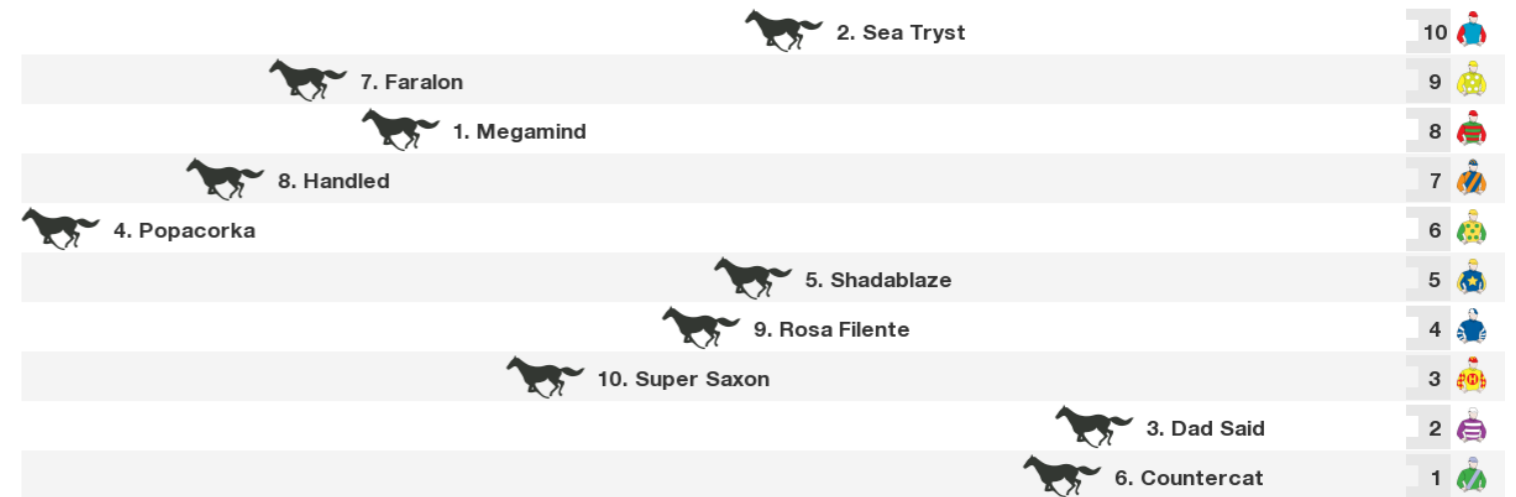 2. Sea Tryst 10
7. Faralon 9
1. Megamind 8
8. Handled 7
4. Popacorka 6
5. Shadablaze 5
9. Rosa Filente 4
10. Super Saxon 3 H
3. Dad Said 2
6. Countercat 1